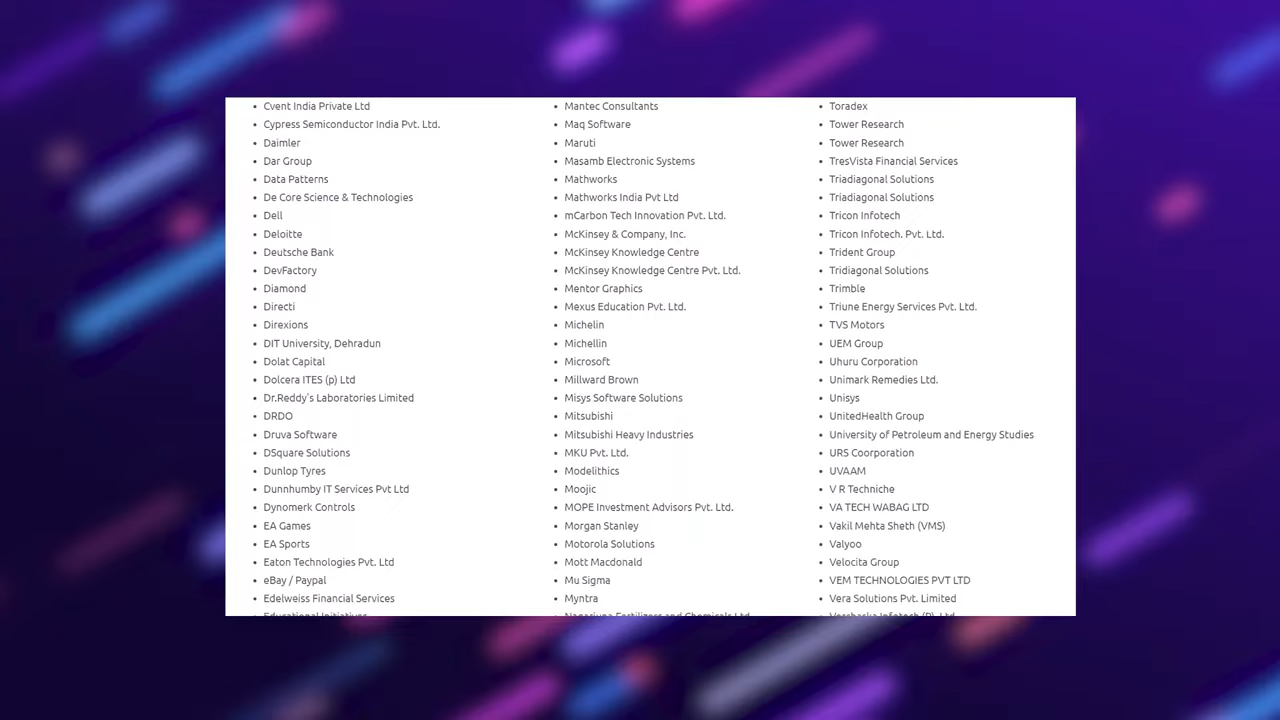 Cvent India Private Ltd
Cypress Semiconductor India Pvt. Ltd.
Daimler
Dar Group
Data Patterns
De Core Science & Technologies
Dell
Deloitte
Deutsche Bank
DevFactory
Diamond
Directi
Direxions
DIT University, Dehradun
Dolat Capital
Dolcera ITES (p) Ltd
Dr.Reddy's Laboratories Limited
DRDO
Druva Software
DSquare Solutions
Dunlop Tyres
Dunnhumby IT Services Pvt Ltd
Dynomerk Controls
EA Games
EA Sports
Eaton Technologies Pvt. Ltd
eBay / Paypal
Edelweiss Financial Services
Educational Initiatives
Mantec Consultants
Maq Software
Maruti
Masamb Electronic Systems
Mathworks
Mathworks India Pvt Ltd
mCarbon Tech Innovation Pvt. Ltd.
McKinsey & Company, Inc.
McKinsey Knowledge Centre
McKinsey Knowledge Centre Pvt. Ltd.
Mentor Graphics
Mexus Education Pvt. Ltd.
Michelin
Michellin
Microsoft
Millward Brown
Misys Software Solutions
Mitsubishi
Mitsubishi Heavy Industries
MKU Pvt. Ltd.
Modelithics
Moojic
MOPE Investment Advisors Pvt. Ltd.
Morgan Stanley
Motorola Solutions
Mott Macdonald
Mu Sigma
Myntra
Nagarjuna Fertilizers and Chemicals Ltd
Toradex
Tower Research
Tower Research
TresVista Financial Services
Triadiagonal Solutions
Triadiagonal Solutions
Tricon Infotech
Tricon Infotech. Pvt. Ltd.
Trident Group
Tridiagonal Solutions
Trimble
Triune Energy Services Pvt. Ltd.
TVS Motors
UEM Group
Uhuru Corporation
Unimark Remedies Ltd.
Unisys
UnitedHealth Group
University of Petroleum and Energy Studies
URS Coorporation
UVAAM
V R Techniche
VA TECH WABAG LTD
Vakil Mehta Sheth (VMS)
Valyoo
Velocita Group
VEM TECHNOLOGIES PVT LTD
Vera Solutions Pvt. Limited
Infotech (P). Ltd